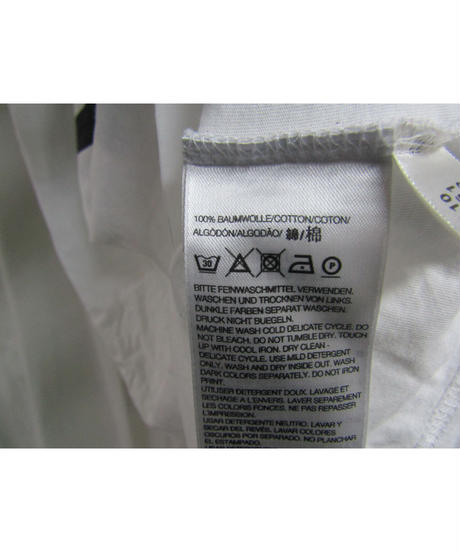 100% BAUMWOLLE/COTTON/COTON/
ALGODÓN/ALGODÃO/ 綿/棉
30 P
BITTE FEINWASCHMITTEL VERWENDEN.
WASCHEN UND TROCKNEN VON LINKS.
DUNKLE FARBEN SEPARAT WASCHEN.
DRUCK NICHT BUEGELN.
MACHINE WASH COLD DELICATE CYCLE. DO
NOT BLEACH. DO NOT TUMBLE DRY. TOUCH
UP WITH COOL IRON. DRY CLEAN -
DELICATE CYCLE. USE MILD DETERGENT
ONLY. WASH AND DRY INSIDE OUT. WASH
DARK COLORS SEPARATELY. DO NOT IRON
PRINT.
UTILISER DETERGENT DOUX. LAVAGE ET
SECHAGE A L'ENVERS. LAVER SEPAREMENT
LES COLORIS FONCES. NE PAS REPASSER
L'IMPRIMES.
USAR DETERGENTE NEUTRO. LAVAR Y
SECAR DEL REVÉS. LAVAR COLORES
OSCUROS POR SEPARADO. NO PLANCHAR
EL ESTAMPADO.